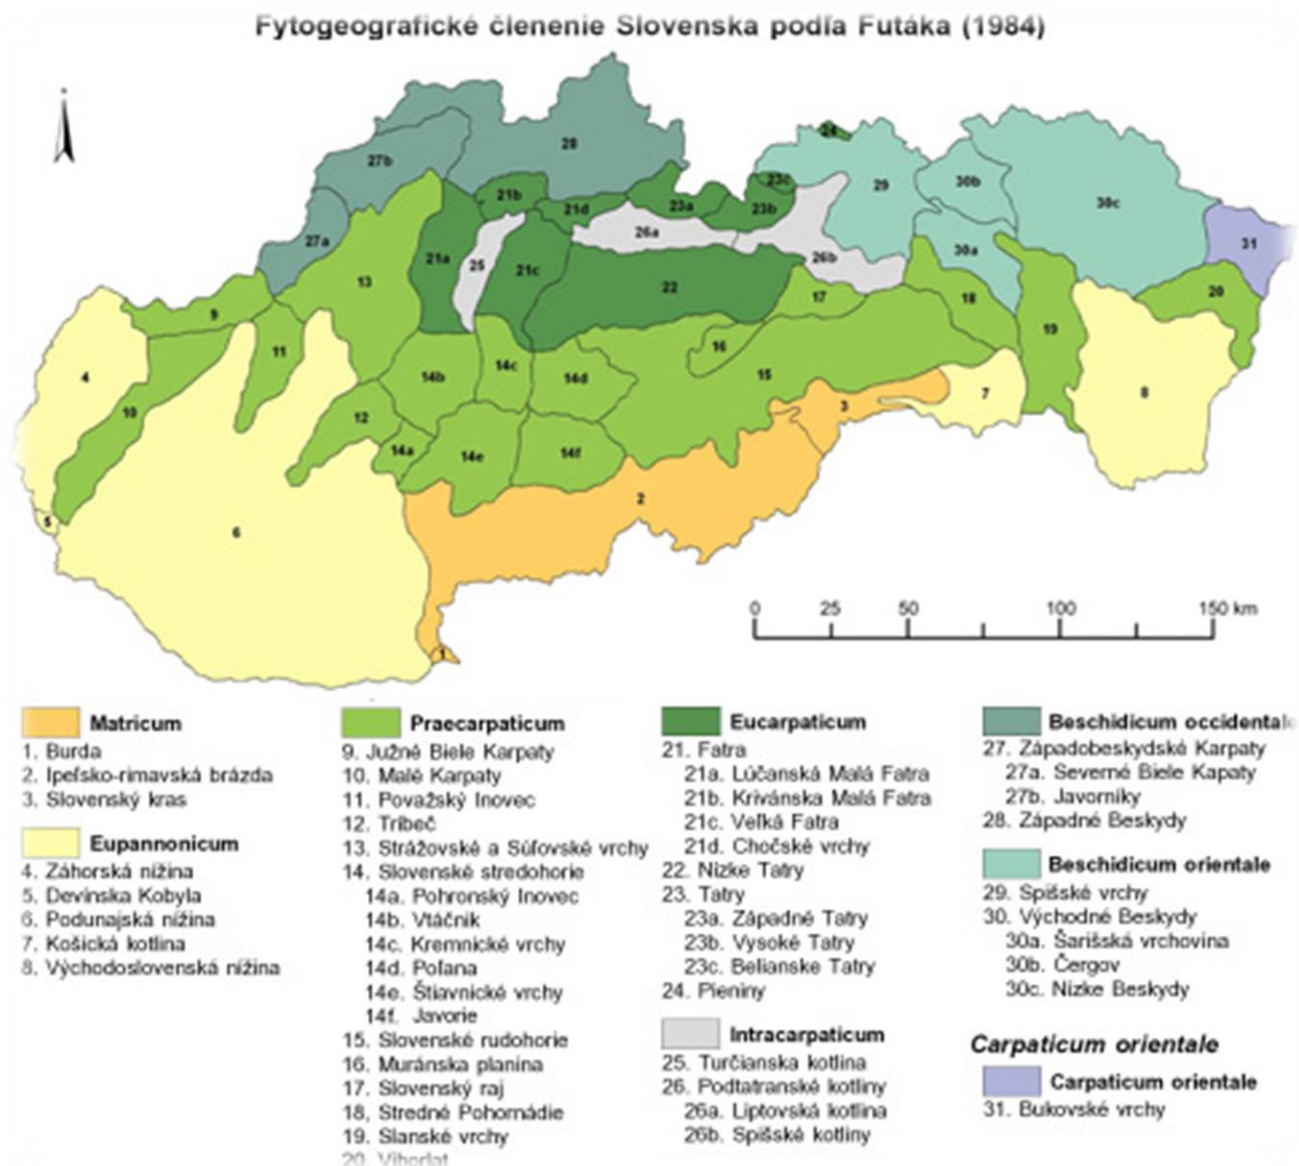 Fytogeografické členenie Slovenska podľa Futáka (1984)
28
27b
24
23c
29
30b
30c
21b
21d
23a
23b
27a
26a
31
21a
25
21c
26b
30a
13
22
20
9
17
18
19
11
16
4
14b
14c
14d
15
7
8
10
12
3
14a
14e
14f
2
5
6
1
0 25 50 100 150 km
Matricum
1. Burda
2. Ipeľsko-rimavská brázda
3. Slovenský kras
Eupannonicum
4. Záhorská nížina
5. Devínska Kobyla
6. Podunajská nížina
7. Košická kotlina
8. Východoslovenská nížina
Praecarpaticum
9. Južné Biele Karpaty
10. Malé Karpaty
11. Považský Inovec
12. Tríbeč
13. Strážovské a Súľovské vrchy
14. Slovenské stredohorie
14a. Pohronský Inovec
14b. Vtáčnik
14c. Kremnické vrchy
14d. Poľana
14e. Štiavnické vrchy
14f. Javorie
15. Slovenské rudohorie
16. Muránska planina
17. Slovenský raj
18, Stredné Pohornádie
19. Slanské vrchy
20. Vihorlat
Eucarpaticum
21. Fatra
21a. Lúčanská Malá Fatra
21b. Krivánska Malá Fatra
21c. Veľká Fatra
21d. Chočské vrchy
22. Nízke Tatry
23. Tatry
23a. Západné Tatry
23b. Vysoké Tatry
23c. Belianske Tatry
24. Pieniny
Intracarpaticum
25. Turčianska kotlina
26. Podtatranské kotliny
26a. Liptovská kotlina
26b. Spišské kotliny
Beschidicum occidentale
27. Západobeskydské Karpaty
27a. Severné Biele Kapaty
27b. Javorníky
28. Západné Beskydy
Beschidicum orientale
29. Spišské vrchy
30. Východné Beskydy
30a. Šarišská vrchovina
30b. Čergov
30c. Nízke Beskydy
Carpaticum orientale
Carpaticum orientale
31. Bukovské vrchy